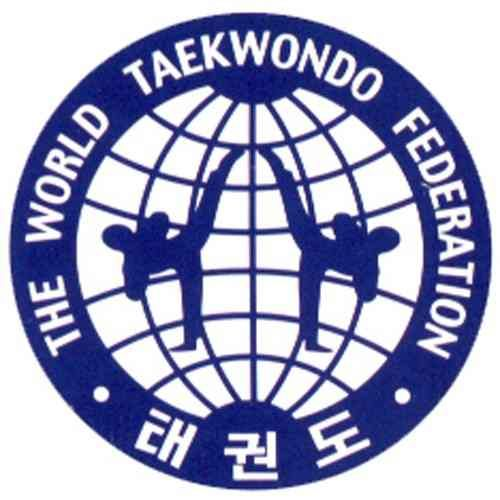 THE WORLD TAEKWONDO FEDERATION
태권도